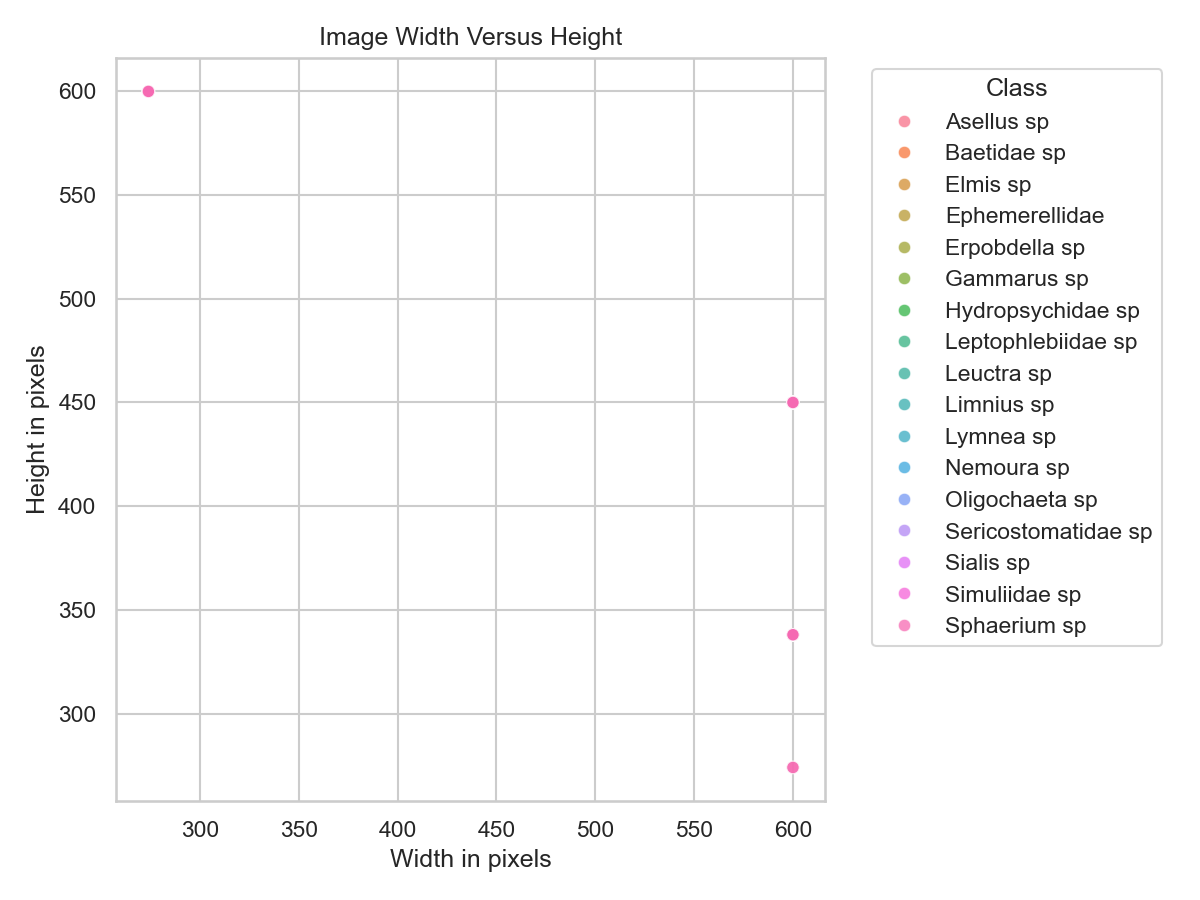 Image Width Versus Height
600
550
500
450
400
350
300
Height in pixels
300 350 400 450 500 550 600
Width in pixels
Class
Asellus sp
Baetidae sp
Elmis sp
Ephemerellidae
Erpobdella sp
Gammarus sp
Hydropsychidae sp
Leptophlebiidae sp
Leuctra sp
Limnius sp
Lymnea sp
Nemoura sp
Oligochaeta sp
Sericostomatidae sp
Sialis sp
Simuliidae sp
Sphaerium sp